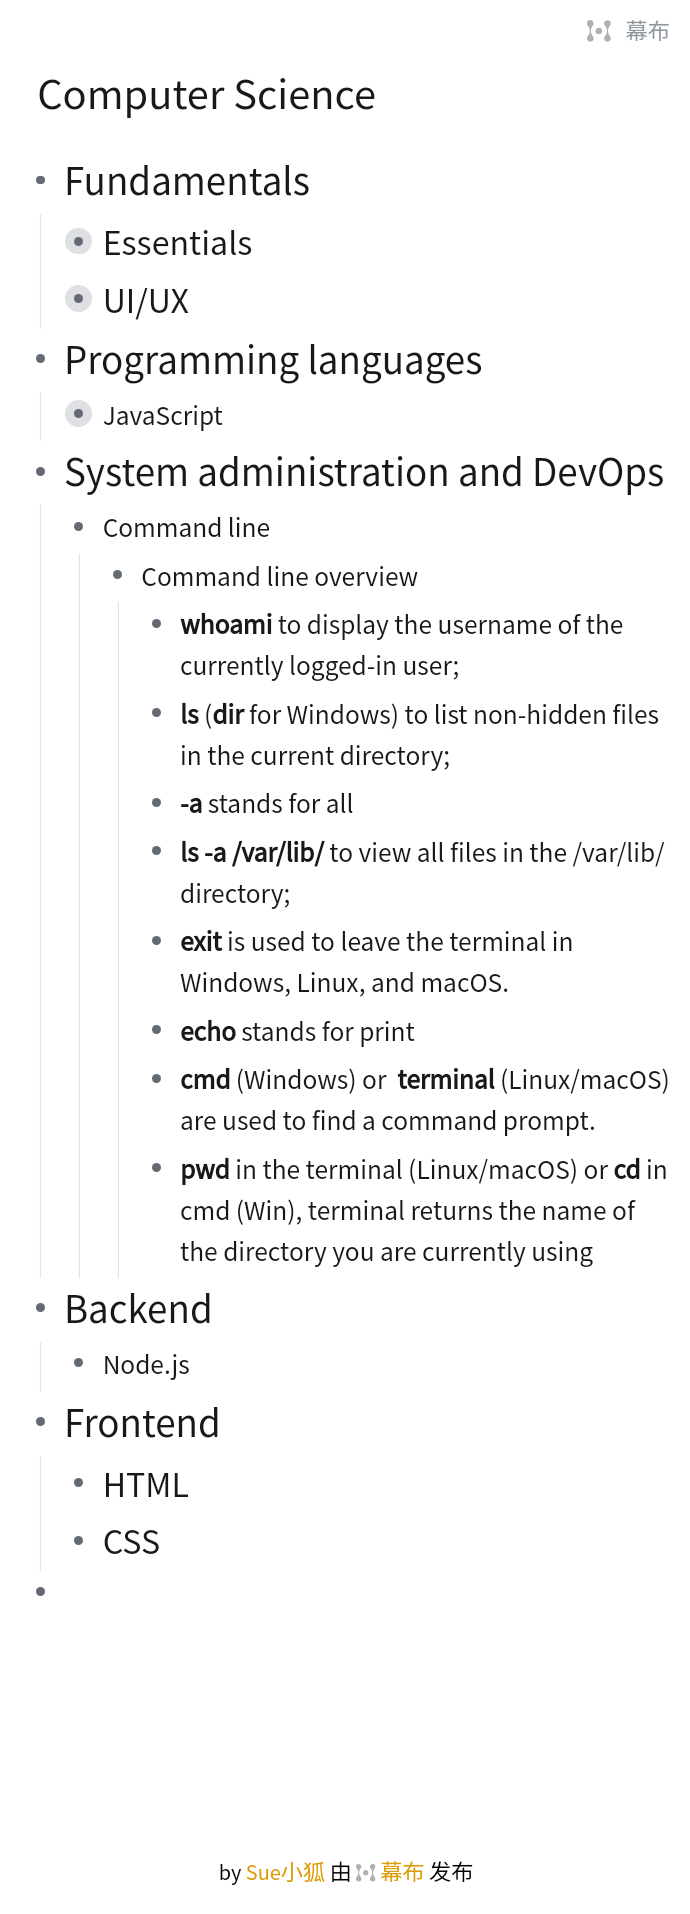 幕布
Computer Science
Fundamentals
Essentials
UI/UX
Programming languages
JavaScript
System administration and DevOps
Command line
Command line overview
whoami to display the username of the
currently logged-in user;
ls (dir for Windows) to list non-hidden files
in the current directory;
-a stands for all
ls -a /var/lib/ to view all files in the /var/lib/
directory;
exit is used to leave the terminal in
Windows, Linux, and macOS.
echo stands for print
cmd (Windows) or  terminal (Linux/macOS)
are used to find a command prompt.
pwd in the terminal (Linux/macOS) or cd in
cmd (Win), terminal returns the name of
the directory you are currently using
Backend
Node.js
Frontend
HTML
CSS
by Sue小狐 由 幕布 发布